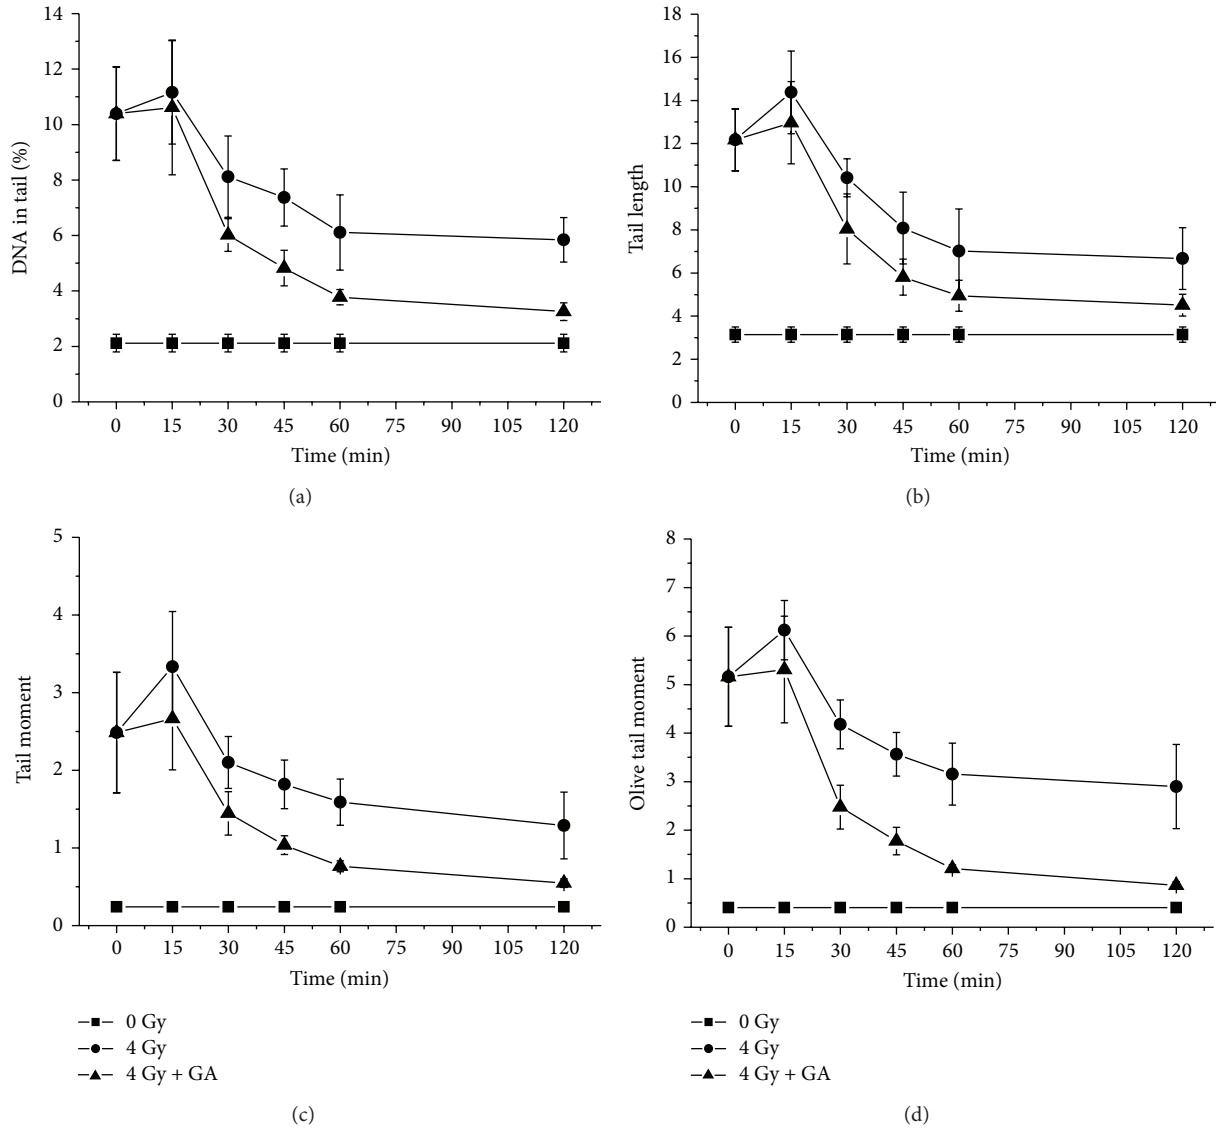 14
12
10
8
6
4
2
0
DNA in tail (%)
0 15 30 45 60 75 90 105 120
Time (min)
(a)
18
16
14
12
10
8
6
4
2
0
Tail length
0 15 30 45 60 75 90 105 120
Time (min)
(b)
5
4
3
2
1
0
Tail moment
0 15 30 45 60 75 90 105 120
Time (min)
0 Gy
4 Gy
4 Gy + GA
(c)
8
7
6
5
4
3
2
1
0
Olive tail moment
0 15 30 45 60 75 90 105 120
Time (min)
0 Gy
4 Gy
4 Gy + GA
(d)